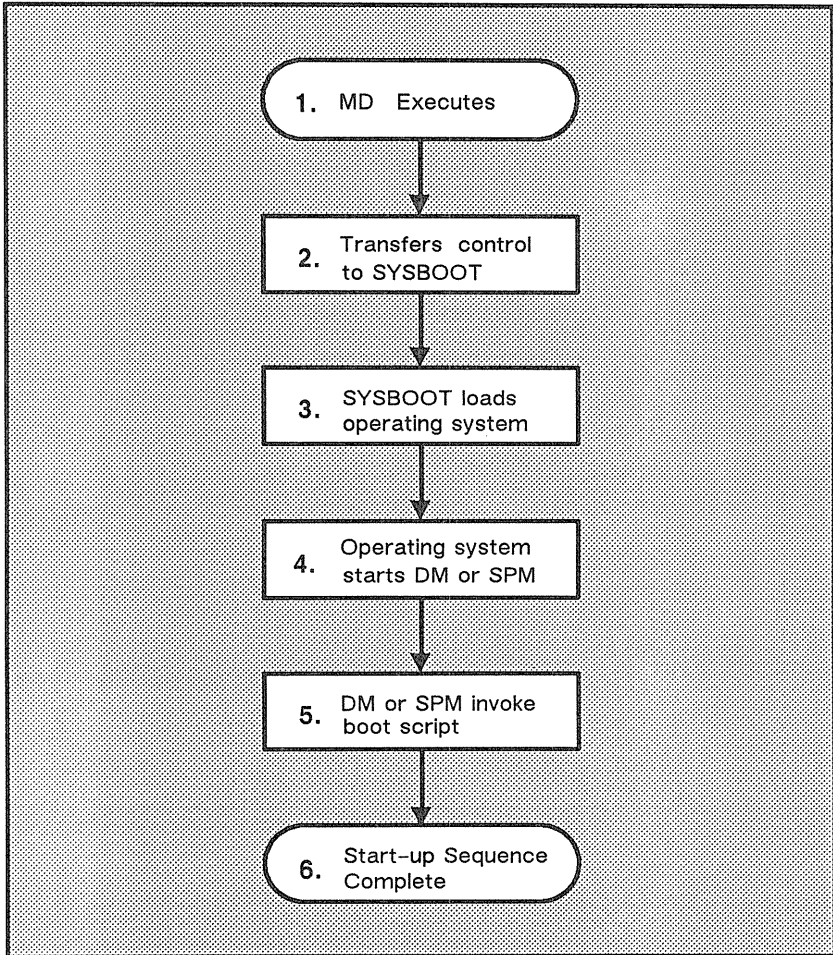 1. MD Executes
2. Transfers control
to SYSBOOT
3. SYSBOOT loads
operating system
4. Operating system
starts DM or SPM
5. DM or SPM invoke
boot script
6. Start-up Sequence
Complete